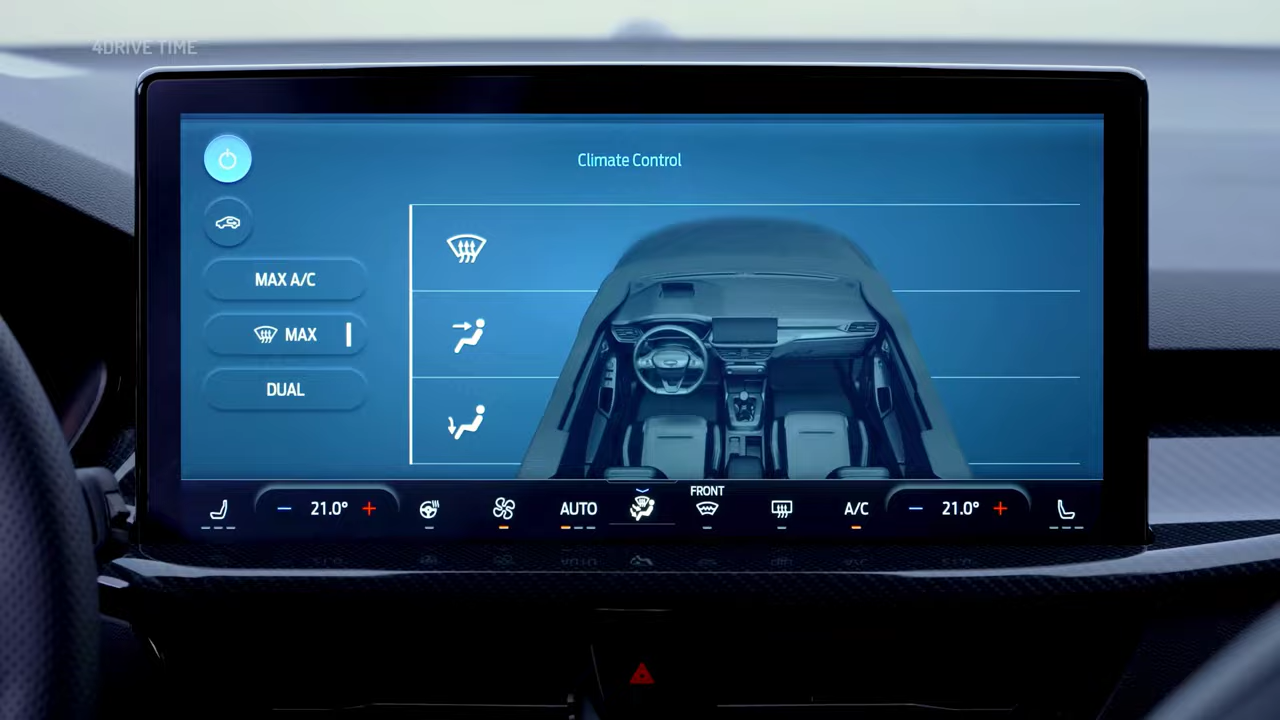 4DRIVE TIME
Climate Control
MAX A/C
MAX
DUAL
FRONT
− 21.0° +
AUTO
A/C
− 21.0° +